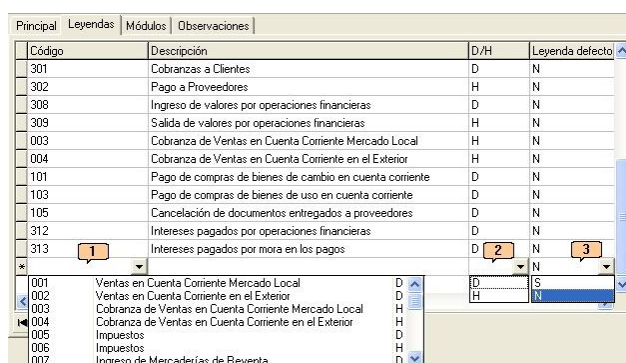 Principal Leyendas Módulos Observaciones
Código Descripción D/H Leyenda defecto
301 Cobranzas a Clientes D N
302 Pago a Proveedores H N
308 Ingreso de valores por operaciones financieras D N
309 Salida de valores por operaciones financieras H N
003 Cobranza de Ventas en Cuenta Corriente Mercado Local H N
004 Cobranza de Ventas en Cuenta Corriente en el Exterior H N
101 Pago de compras de bienes de cambio en cuenta corriente D N
103 Pago de compras de bienes de uso en cuenta corriente D N
105 Cancelación de documentos entregados a proveedores D N
312 Intereses pagados por operaciones financieras D N
313 1 Intereses pagados por mora en los pagos D 2 N 3
* N
001 Ventas en Cuenta Corriente Mercado Local D D S
002 Ventas en Cuenta Corriente en el Exterior D H N
003 Cobranza de Ventas en Cuenta Corriente Mercado Local H
004 Cobranza de Ventas en Cuenta Corriente en el Exterior H
005 Impuestos D
006 Impuestos H
007 Ingreso de Mercaderías de Reventa D